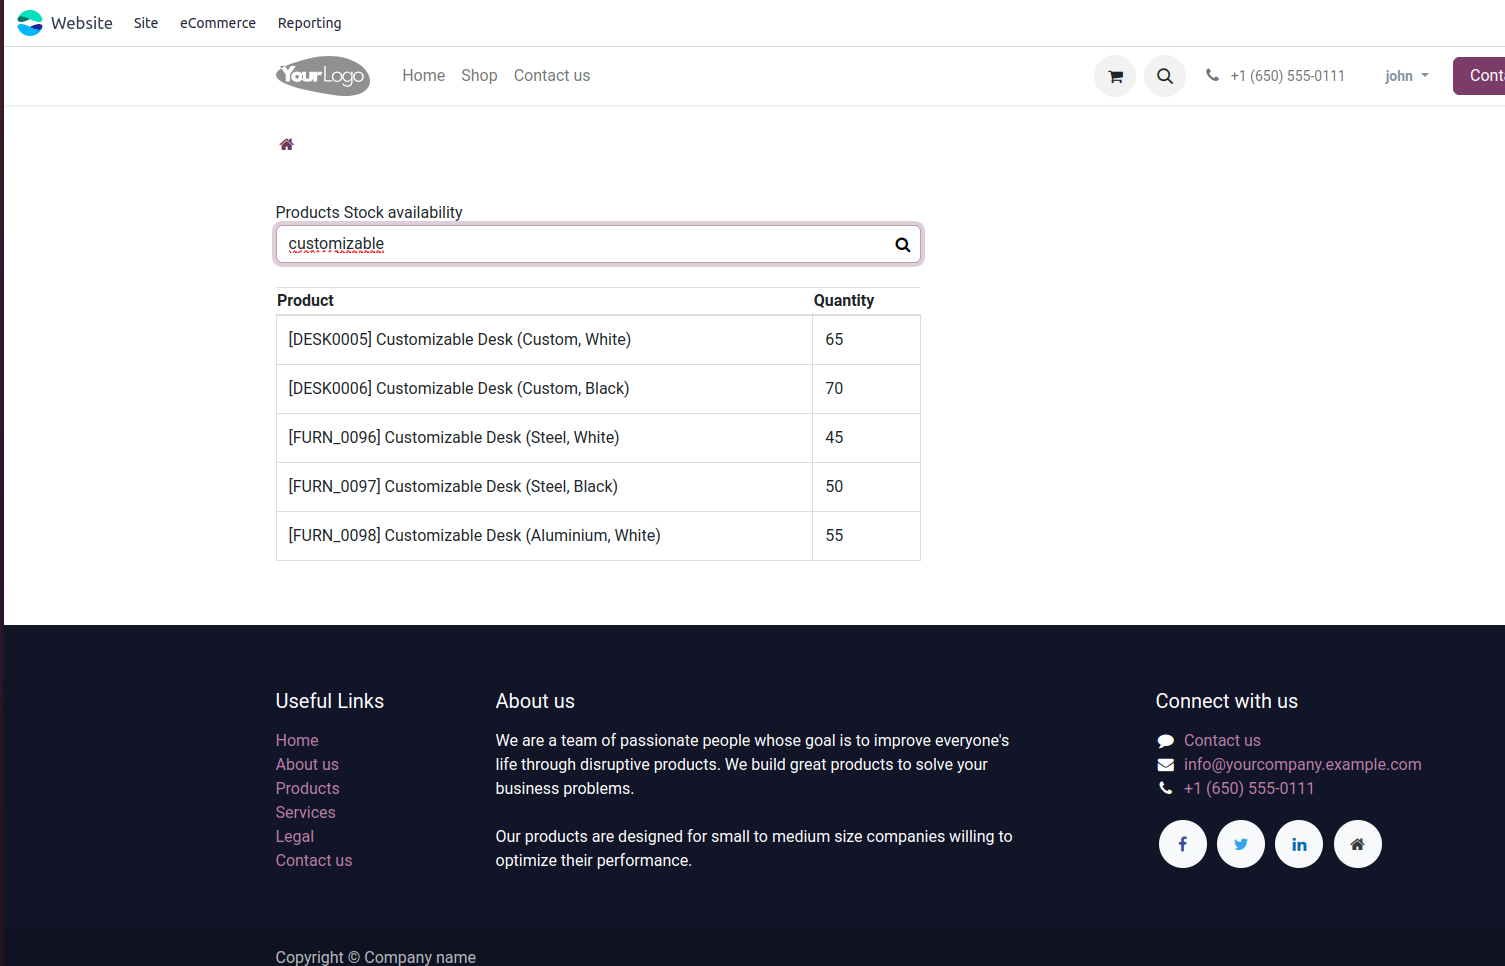 Website Site eCommerce Reporting
YourLogo Home Shop Contact us +1 (650) 555-0111 john Conta
Products Stock availability
customizable
Product Quantity
[DESK0005] Customizable Desk (Custom, White) 65
[DESK0006] Customizable Desk (Custom, Black) 70
[FURN_0096] Customizable Desk (Steel, White) 45
[FURN_0097] Customizable Desk (Steel, Black) 50
[FURN_0098] Customizable Desk (Aluminium, White) 55
Useful Links
Home
About us
Products
Services
Legal
Contact us
About us
We are a team of passionate people whose goal is to improve everyone's
life through disruptive products. We build great products to solve your
business problems.
Our products are designed for small to medium size companies willing to
optimize their performance.
Connect with us
Contact us
info@yourcompany.example.com
+1 (650) 555-0111
Copyright © Company name